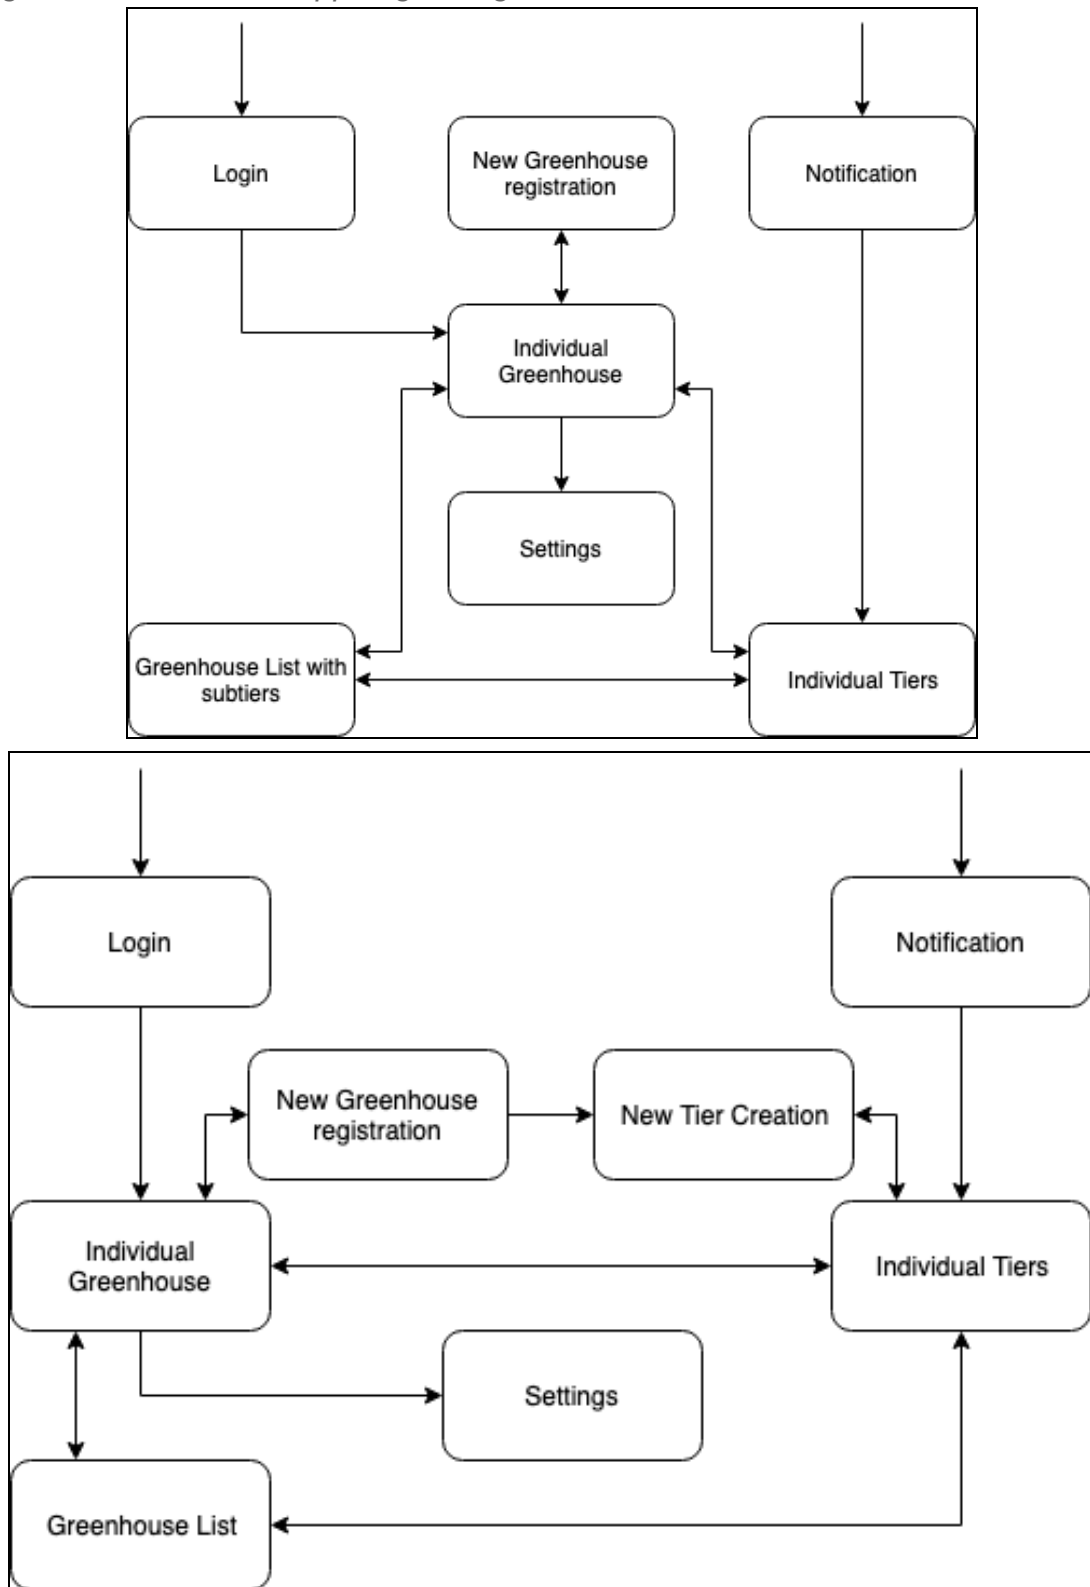 Login
New Greenhouse
registration
Notification
Individual
Greenhouse
Settings
Greenhouse List with
subtiers
Individual Tiers
Login
Notification
New Greenhouse
registration
New Tier Creation
Individual
Greenhouse
Individual Tiers
Settings
Greenhouse List